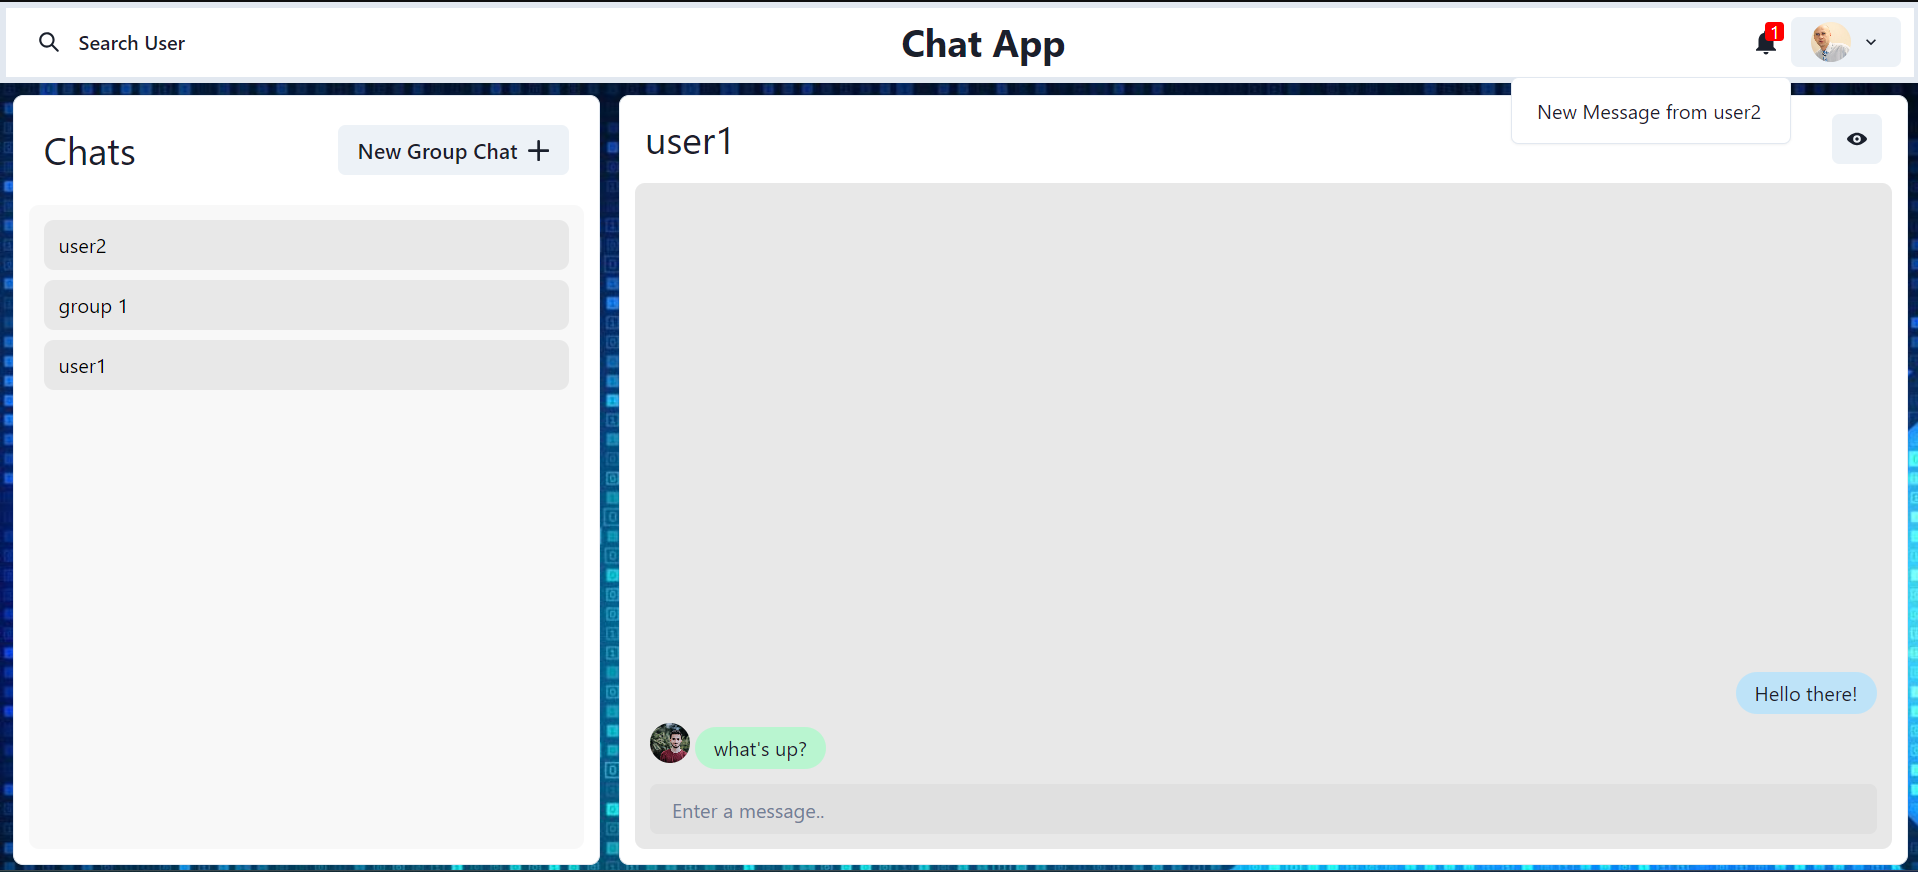 Search User
Chat App
1
New Message from user2
Chats
New Group Chat
user2
group 1
user1
user1
Hello there!
what's up?
Enter a message..